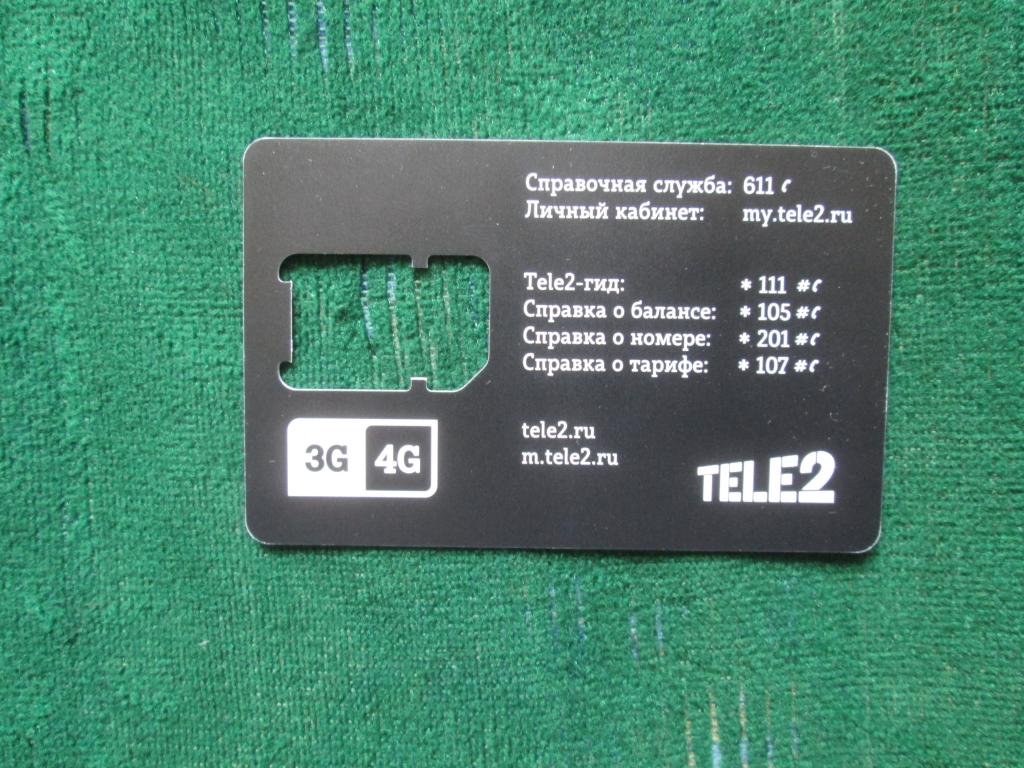 Справочная служба: 611
Личный кабинет: my.tele2.ru
Tele2-гид: * 111 #
Справка о балансе: * 105 #
Справка о номере: * 201 #
Справка о тарифе: * 107 #
tele2.ru
m.tele2.ru
3G 4G
TELE2